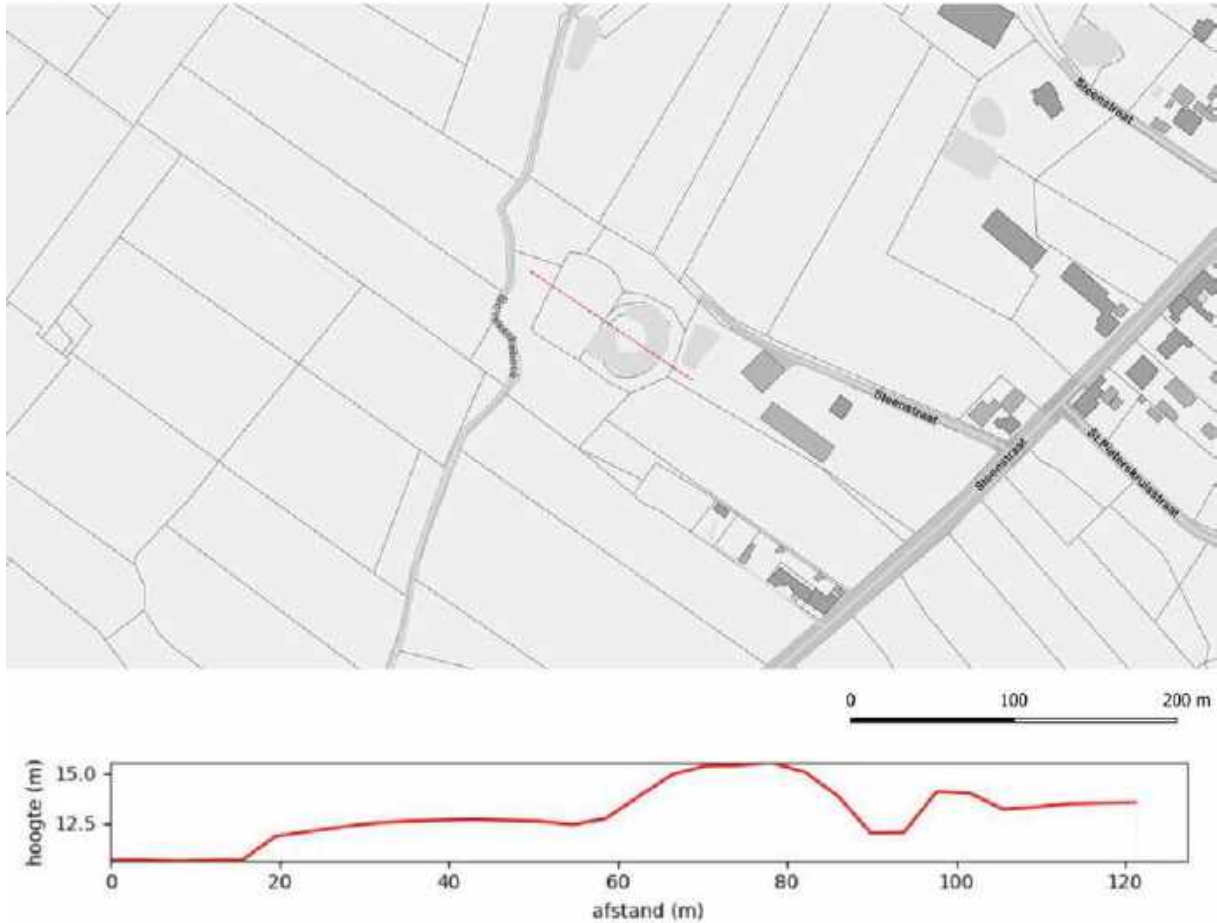 Steenstraat
Steenstraat
Steenstraat
St.Pieterskruisstraat
0 100 200 m
hoogte (m)
15.0
12.5
0 20 40 60 80 100 120
afstand (m)